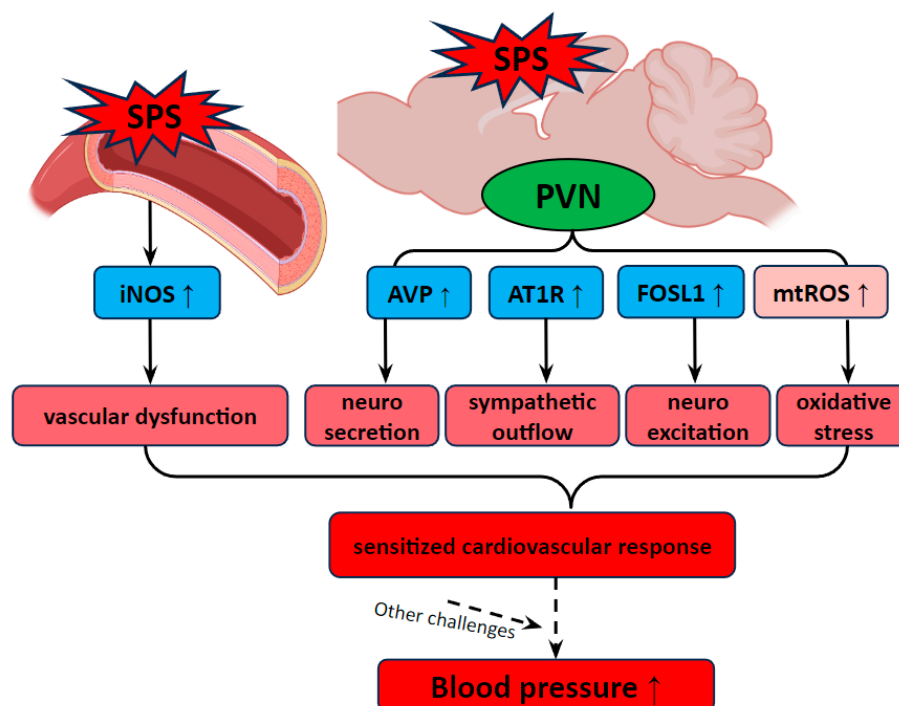 SPS
SPS
PVN
iNOS ↑
AVP ↑
AT1R ↑
FOSL1 ↑
mtROS ↑
vascular dysfunction
neuro
secretion
sympathetic
outflow
neuro
excitation
oxidative
stress
sensitized cardiovascular response
Other challenges
Blood pressure ↑